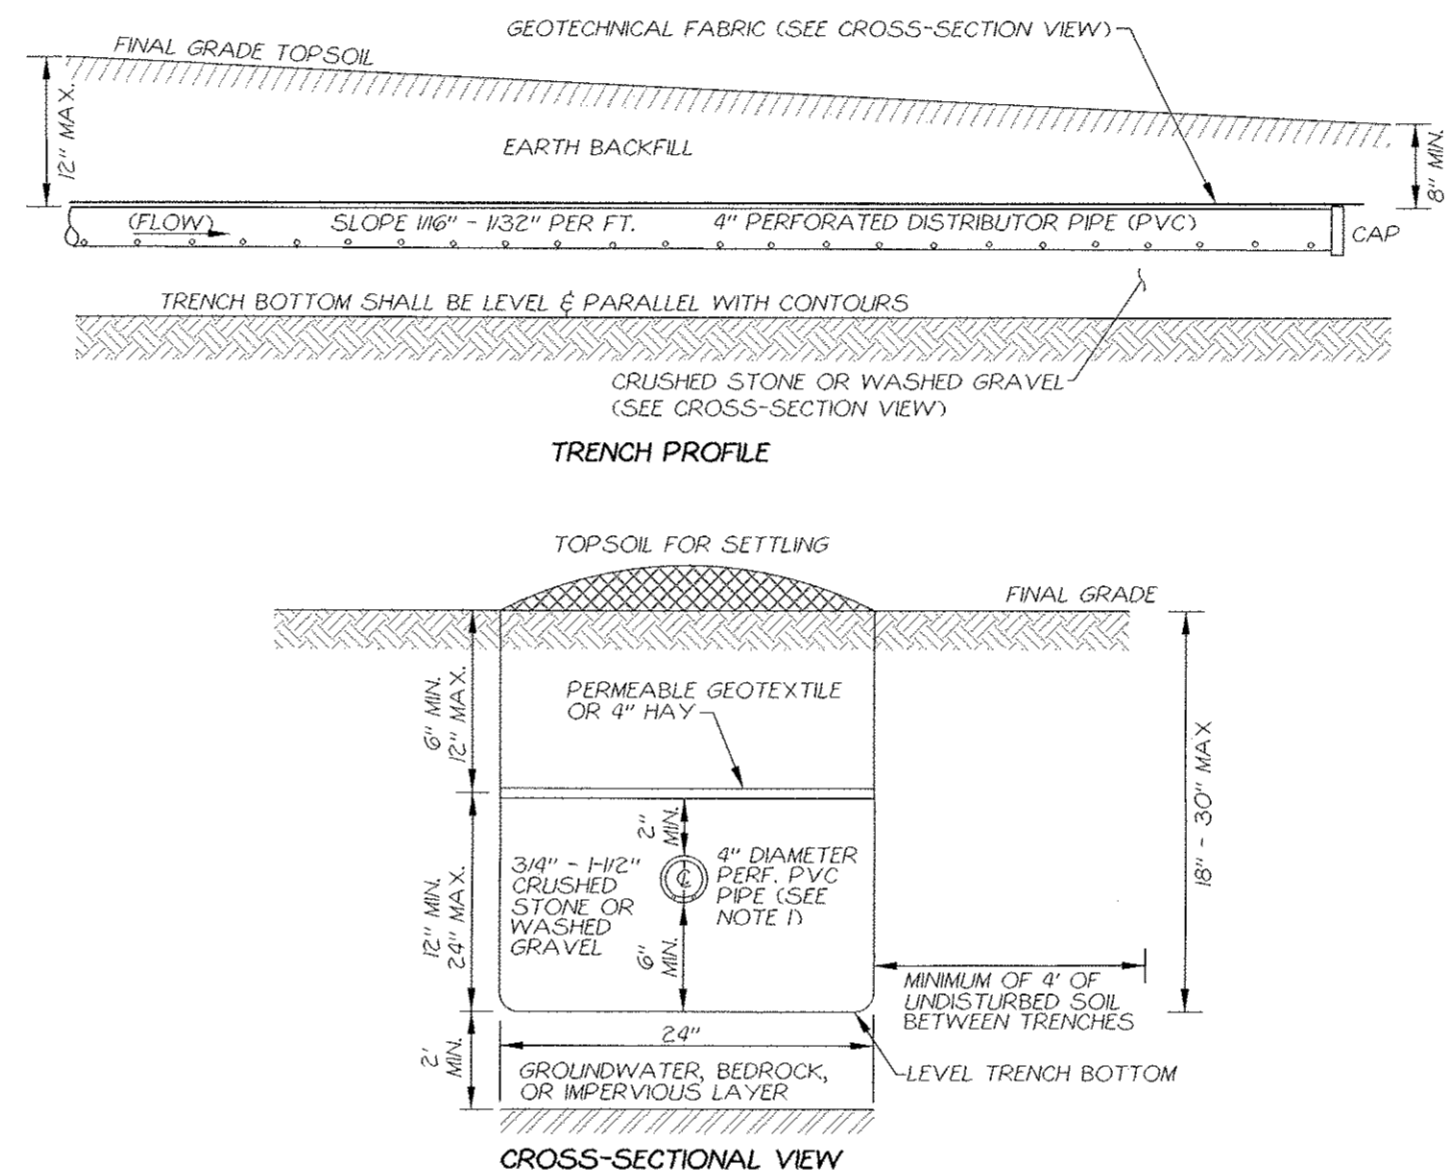 GEOTECHNICAL FABRIC (SEE CROSS-SECTION VIEW)
FINAL GRADE TOPSOIL
12" MAX.
EARTH BACKFILL
8" MIN.
(FLOW)
SLOPE 1/16" - 1/32" PER FT.
4" PERFORATED DISTRIBUTOR PIPE (PVC)
CAP
TRENCH BOTTOM SHALL BE LEVEL & PARALLEL WITH CONTOURS
CRUSHED STONE OR WASHED GRAVEL
(SEE CROSS-SECTION VIEW)
TRENCH PROFILE
TOPSOIL FOR SETTLING
FINAL GRADE
6" MIN.
12" MAX.
PERMEABLE GEOTEXTILE
OR 4" HAY
18" - 30" MAX
12" MIN.
24" MAX.
3/4" - 1-1/2"
CRUSHED
STONE OR
WASHED
GRAVEL
2"
MIN.
℄
6"
MIN.
4" DIAMETER
PERF. PVC
PIPE (SEE
NOTE 1)
MINIMUM OF 4' OF
UNDISTURBED SOIL
BETWEEN TRENCHES
2'
MIN.
24"
LEVEL TRENCH BOTTOM
GROUNDWATER, BEDROCK,
OR IMPERVIOUS LAYER
CROSS-SECTIONAL VIEW